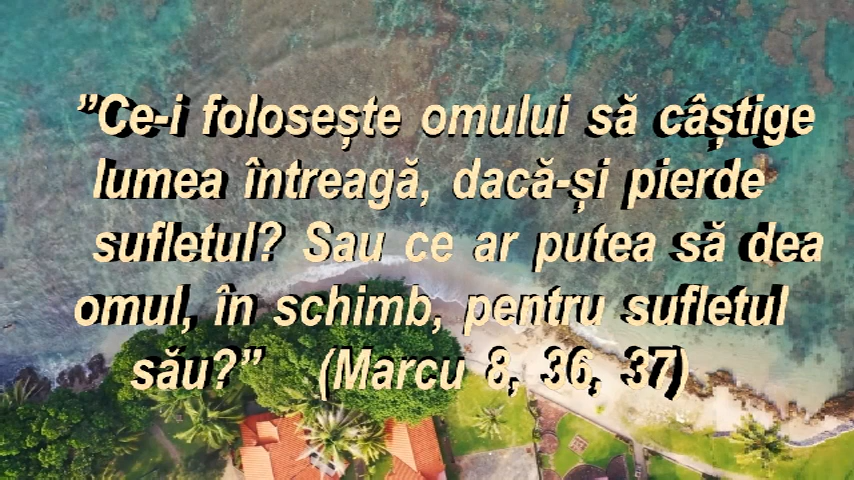 ”Ce-i folosește omului să câștige
lumea întreagă, dacă-și pierde
sufletul? Sau ce ar putea să dea
omul, în schimb, pentru sufletul
său?” (Marcu 8, 36, 37)